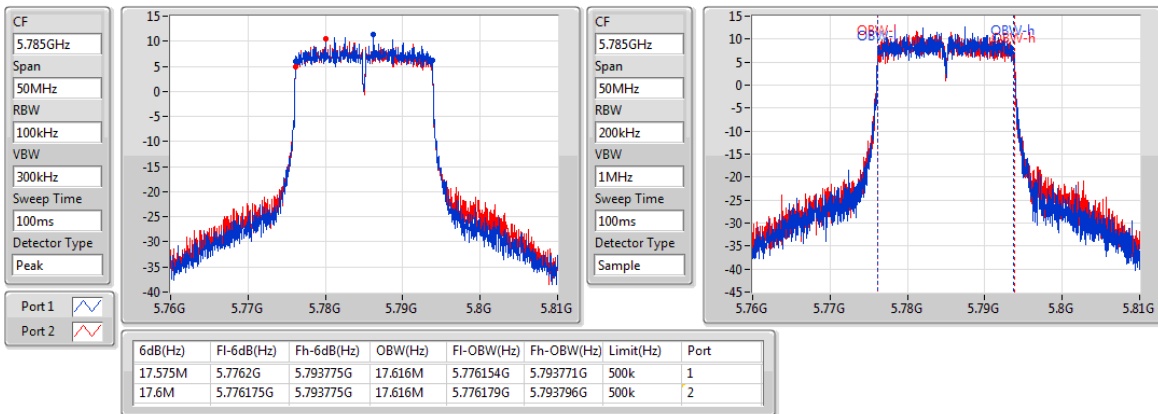 CF
5.785GHz
Span
50MHz
RBW
100kHz
VBW
300kHz
Sweep Time
100ms
Detector Type
Peak
Port 1
Port 2
15
10
5
0
-5
-10
-15
-20
-25
-30
-35
-40
5.76G 5.77G 5.78G 5.79G 5.8G 5.81G
CF
5.785GHz
Span
50MHz
RBW
200kHz
VBW
1MHz
Sweep Time
100ms
Detector Type
Sample
15
10
5
0
-5
-10
-15
-20
-25
-30
-35
-40
-45
OBW-l
OBW-l
OBW-h
OBW-h
5.76G 5.77G 5.78G 5.79G 5.8G 5.81G
6dB(Hz) Fl-6dB(Hz) Fh-6dB(Hz) OBW(Hz) Fl-OBW(Hz) Fh-OBW(Hz) Limit(Hz) Port
17.575M 5.7762G 5.793775G 17.616M 5.776154G 5.793771G 500k 1
17.6M 5.776175G 5.793775G 17.616M 5.776179G 5.793796G 500k 2